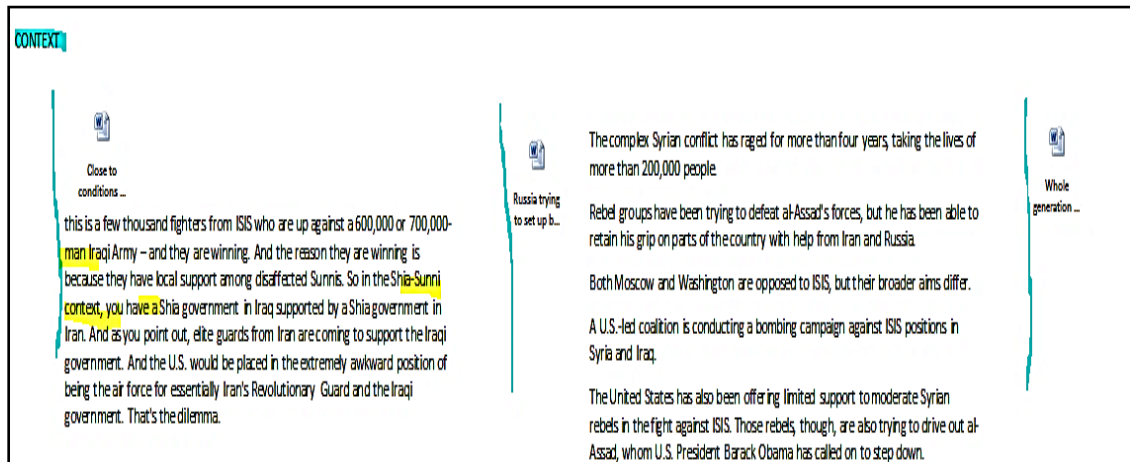 CONTEXT
Close to
conditions ...
this is a few thousand fighters from ISIS who are up against a 600,000 or 700,000-
man Iraqi Army – and they are winning. And the reason they are winning is
because they have local support among disaffected Sunnis. So in the Shia-Sunni
context, you have a Shia government in Iraq supported by a Shia government in
Iran. And as you point out, elite guards from Iran are coming to support the Iraqi
government. And the U.S. would be placed in the extremely awkward position of
being the air force for essentially Iran's Revolutionary Guard and the Iraqi
government. That's the dilemma.
Russia trying
to set up b...
The complex Syrian conflict has raged for more than four years, taking the lives of
more than 200,000 people.
Rebel groups have been trying to defeat al-Assad's forces, but he has been able to
retain his grip on parts of the country with help from Iran and Russia.
Both Moscow and Washington are opposed to ISIS, but their broader aims differ.
A U.S.-led coalition is conducting a bombing campaign against ISIS positions in
Syria and Iraq.
The United States has also been offering limited support to moderate Syrian
rebels in the fight against ISIS. Those rebels, though, are also trying to drive out al-
Assad, whom U.S. President Barack Obama has called on to step down.
Whole
generation ...